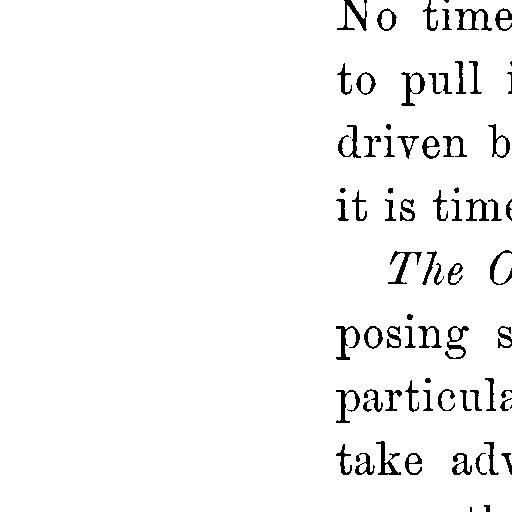 No time
to pull i
driven b
it is time
The O
posing s
particula
take adv